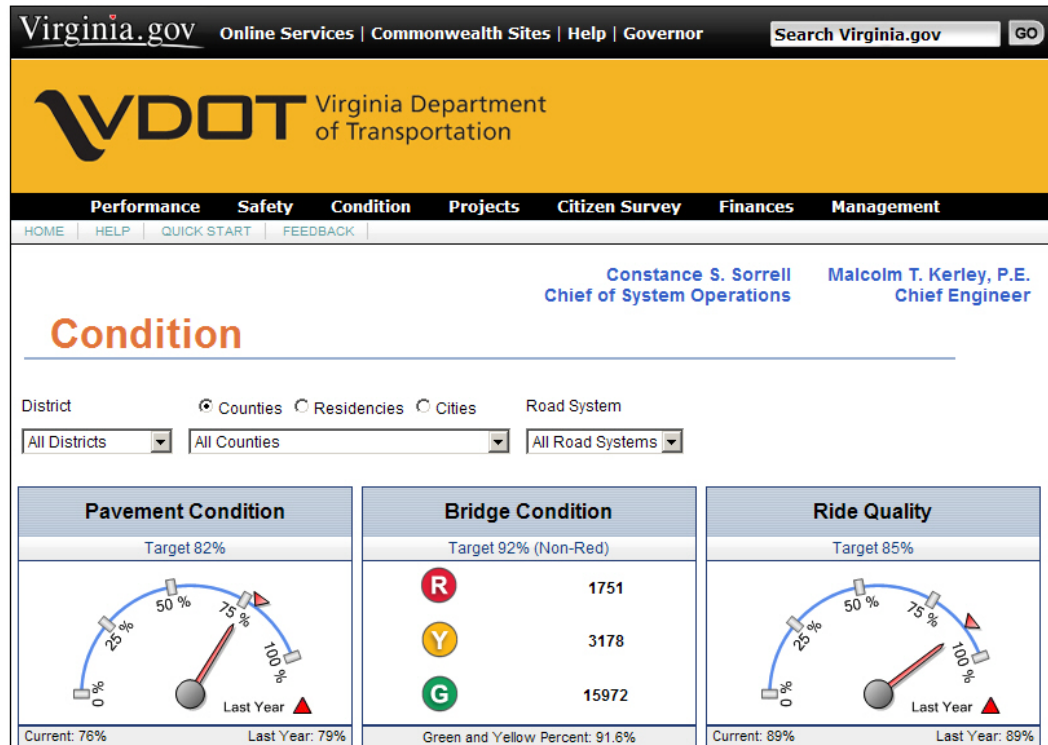 Virginia.gov Online Services | Commonwealth Sites | Help | Governor Search Virginia.gov GO
VDOT Virginia Department
of Transportation
Performance Safety Condition Projects Citizen Survey Finances Management
HOME | HELP | QUICK START | FEEDBACK |
Constance S. Sorrell Malcolm T. Kerley, P.E.
Chief of System Operations Chief Engineer
Condition
District Counties Residencies Cities Road System
All Districts All Counties All Road Systems
Pavement Condition
Target 82%
0% 25% 50% 75% 100%
Last Year
Current: 76% Last Year: 79%
Bridge Condition
Target 92% (Non-Red)
R 1751
Y 3178
G 15972
Green and Yellow Percent: 91.6%
Ride Quality
Target 85%
0% 25% 50% 75% 100%
Last Year
Current: 89% Last Year: 89%